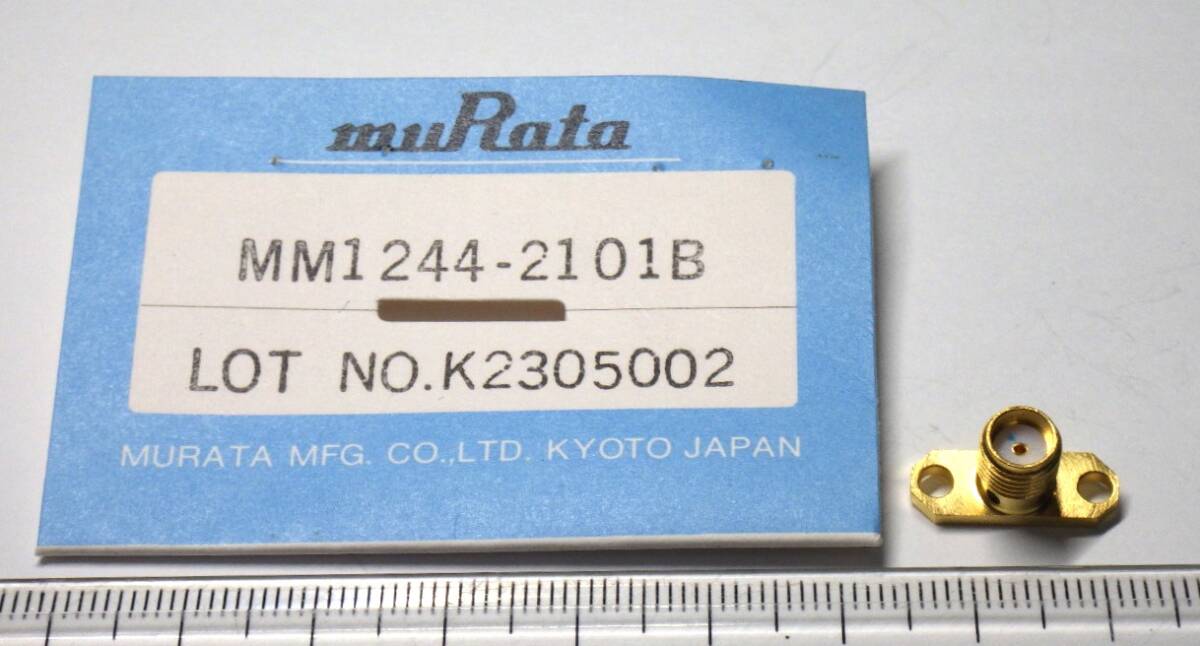 muRata
MM1244-2101B
LOT NO.K2305002
MURATA MFG. CO.,LTD. KYOTO JAPAN